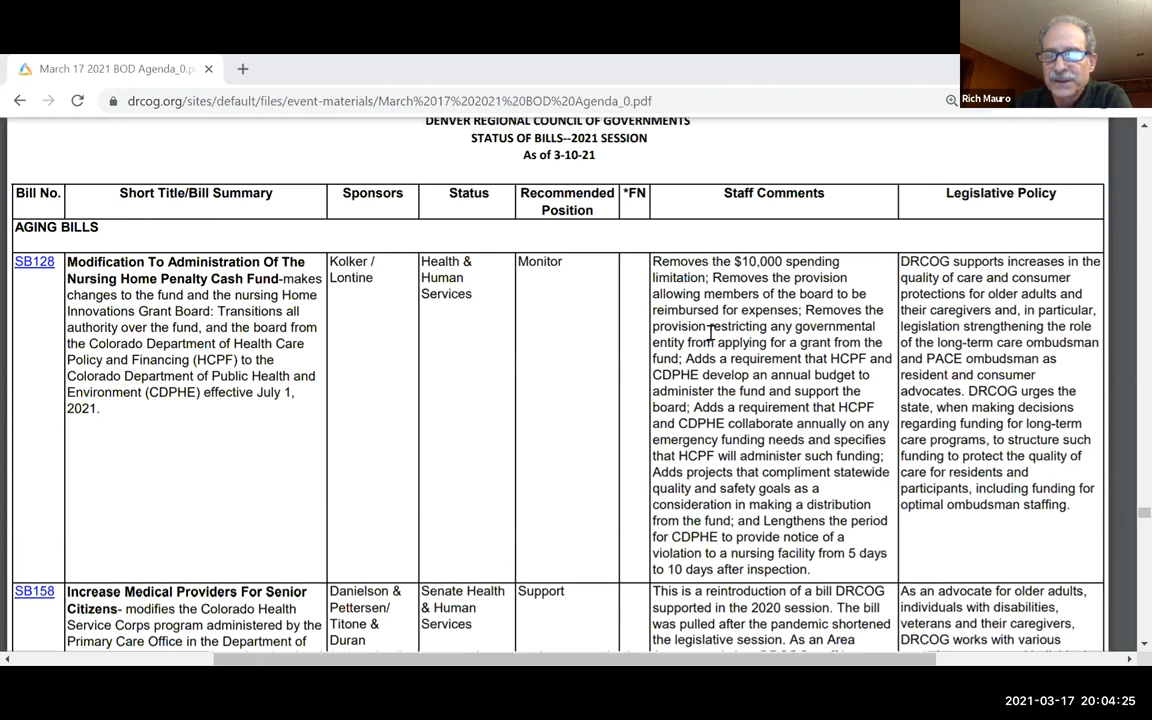 March 17 2021 BOD Agenda_0.p
drcog.org/sites/default/files/event-materials/March%2017%202021%20BOD%20Agenda_0.pdf
Rich Mauro
DENVER REGIONAL COUNCIL OF GOVERNMENTS
STATUS OF BILLS--2021 SESSION
As of 3-10-21
Bill No.
Short Title/Bill Summary
Sponsors
Status
Recommended
Position
*FN
Staff Comments
Legislative Policy
AGING BILLS
SB128
Modification To Administration Of The
Nursing Home Penalty Cash Fund-makes
changes to the fund and the nursing Home
Innovations Grant Board: Transitions all
authority over the fund, and the board from
the Colorado Department of Health Care
Policy and Financing (HCPF) to the
Colorado Department of Public Health and
Environment (CDPHE) effective July 1,
2021.
Kolker /
Lontine
Health &
Human
Services
Monitor
Removes the $10,000 spending
limitation; Removes the provision
allowing members of the board to be
reimbursed for expenses; Removes the
provision restricting any governmental
entity from applying for a grant from the
fund; Adds a requirement that HCPF and
CDPHE develop an annual budget to
administer the fund and support the
board; Adds a requirement that HCPF
and CDPHE collaborate annually on any
emergency funding needs and specifies
that HCPF will administer such funding;
Adds projects that compliment statewide
quality and safety goals as a
consideration in making a distribution
from the fund; and Lengthens the period
for CDPHE to provide notice of a
violation to a nursing facility from 5 days
to 10 days after inspection.
DRCOG supports increases in the
quality of care and consumer
protections for older adults and
their caregivers and, in particular,
legislation strengthening the role
of the long-term care ombudsman
and PACE ombudsman as
resident and consumer
advocates. DRCOG urges the
state, when making decisions
regarding funding for long-term
care programs, to structure such
funding to protect the quality of
care for residents and
participants, including funding for
optimal ombudsman staffing.
SB158
Increase Medical Providers For Senior
Citizens- modifies the Colorado Health
Service Corps program administered by the
Primary Care Office in the Department of
Danielson &
Pettersen/
Titone &
Duran
Senate Health
& Human
Services
Support
This is a reintroduction of a bill DRCOG
supported in the 2020 session. The bill
was pulled after the pandemic shortened
the legislative session. As an Area
As an advocate for older adults,
individuals with disabilities,
veterans and their caregivers,
DRCOG works with various
2021-03-17 20:04:25